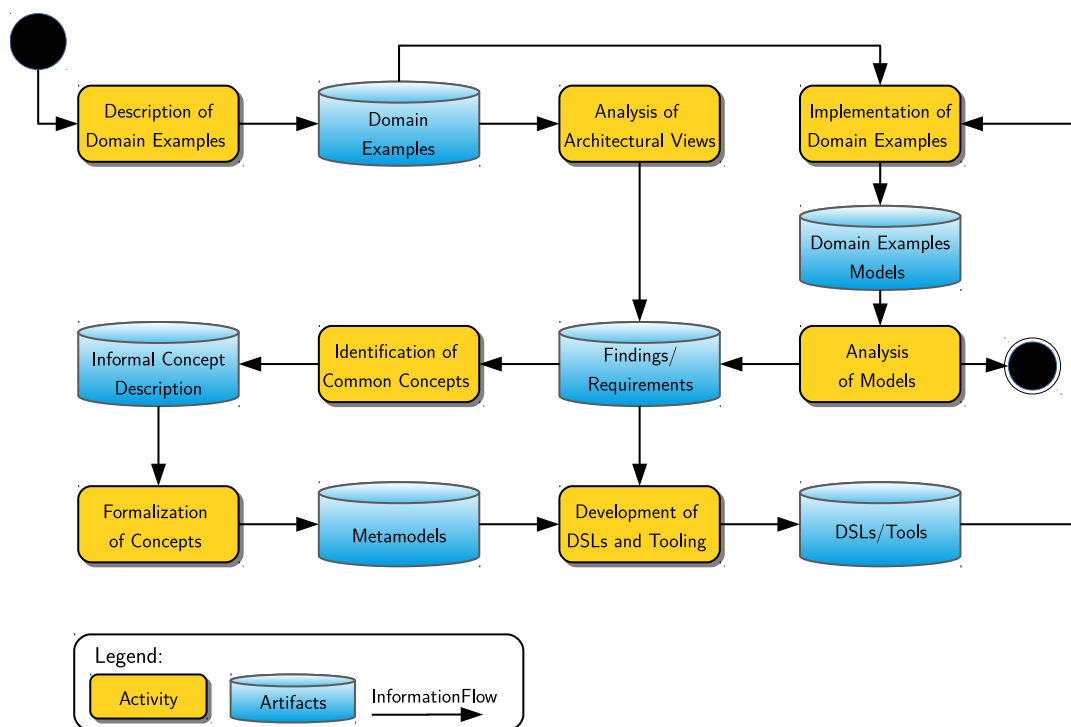 Description of
Domain Examples
Domain
Examples
Analysis of
Architectural Views
Implementation of
Domain Examples
Domain Examples
Models
Informal Concept
Description
Identification of
Common Concepts
Findings/
Requirements
Analysis
of Models
Formalization
of Concepts
Metamodels
Development of
DSLs and Tooling
DSLs/Tools
Legend:
Activity
Artifacts
InformationFlow